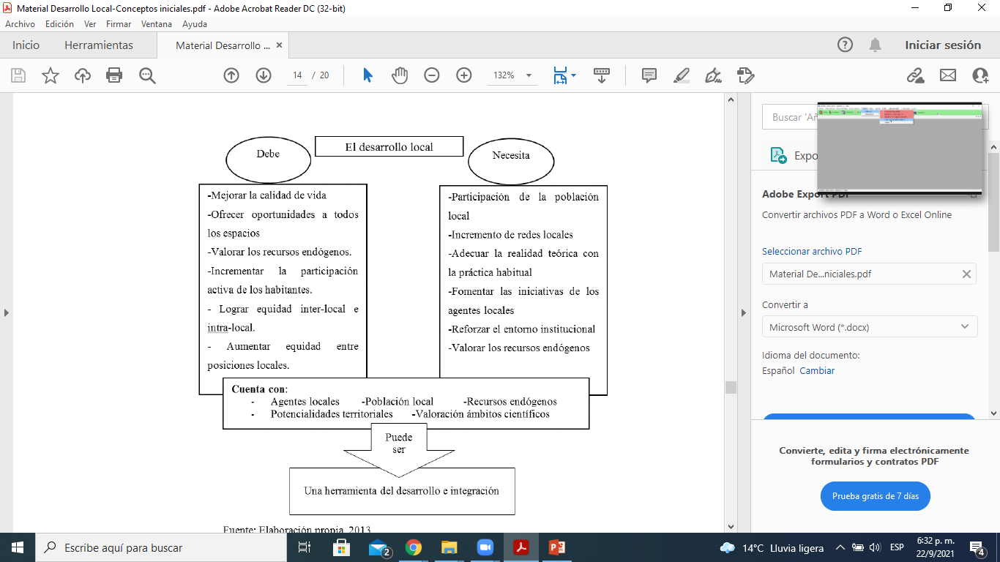 Material Desarrollo Local-Conceptos iniciales.pdf - Adobe Acrobat Reader DC (32-bit)
Archivo Edición Ver Firmar Ventana Ayuda
Inicio Herramientas Material Desarrollo ... × Iniciar sesión
14 / 20 132%
El desarrollo local
Debe
-Mejorar la calidad de vida
-Ofrecer oportunidades a todos
los espacios
-Valorar los recursos endógenos.
-Incrementar la participación
activa de los habitantes.
- Lograr equidad inter-local e
intra-local.
- Aumentar equidad entre
posiciones locales.
Necesita
-Participación de la población
local
-Incremento de redes locales
-Adecuar la realidad teórica con
la práctica habitual
-Fomentar las iniciativas de los
agentes locales
-Reforzar el entorno institucional
-Valorar los recursos endógenos
Cuenta con:
- Agentes locales -Población local -Recursos endógenos
- Potencialidades territoriales -Valoración ámbitos científicos
Puede
ser
Una herramienta del desarrollo e integración
Fuente: Elaboración propia, 2013
Buscar 'Añ
Expo
Adobe Export PDF
Convertir archivos PDF a Word o Excel Online
Seleccionar archivo PDF
Material De...niciales.pdf
Convertir a
Microsoft Word (*.docx)
Idioma del documento:
Español Cambiar
Convierte, edita y firma electrónicamente
formularios y contratos PDF
Prueba gratis de 7 días
Escribe aquí para buscar
2
14°C Lluvia ligera
ESP
6:32 p. m.
22/9/2021
4